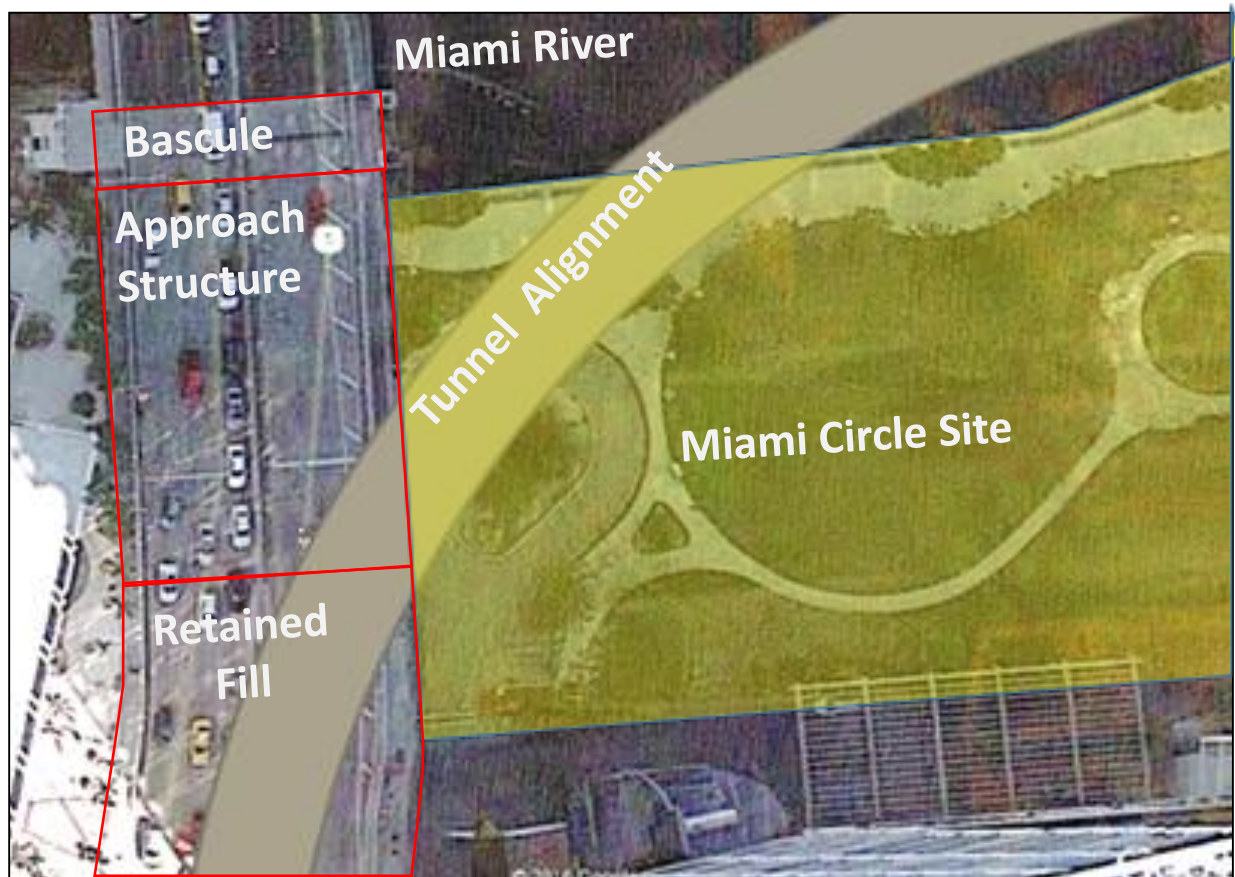 Miami River
Bascule
Approach
Structure
Tunnel Alignment
Miami Circle Site
Retained
Fill